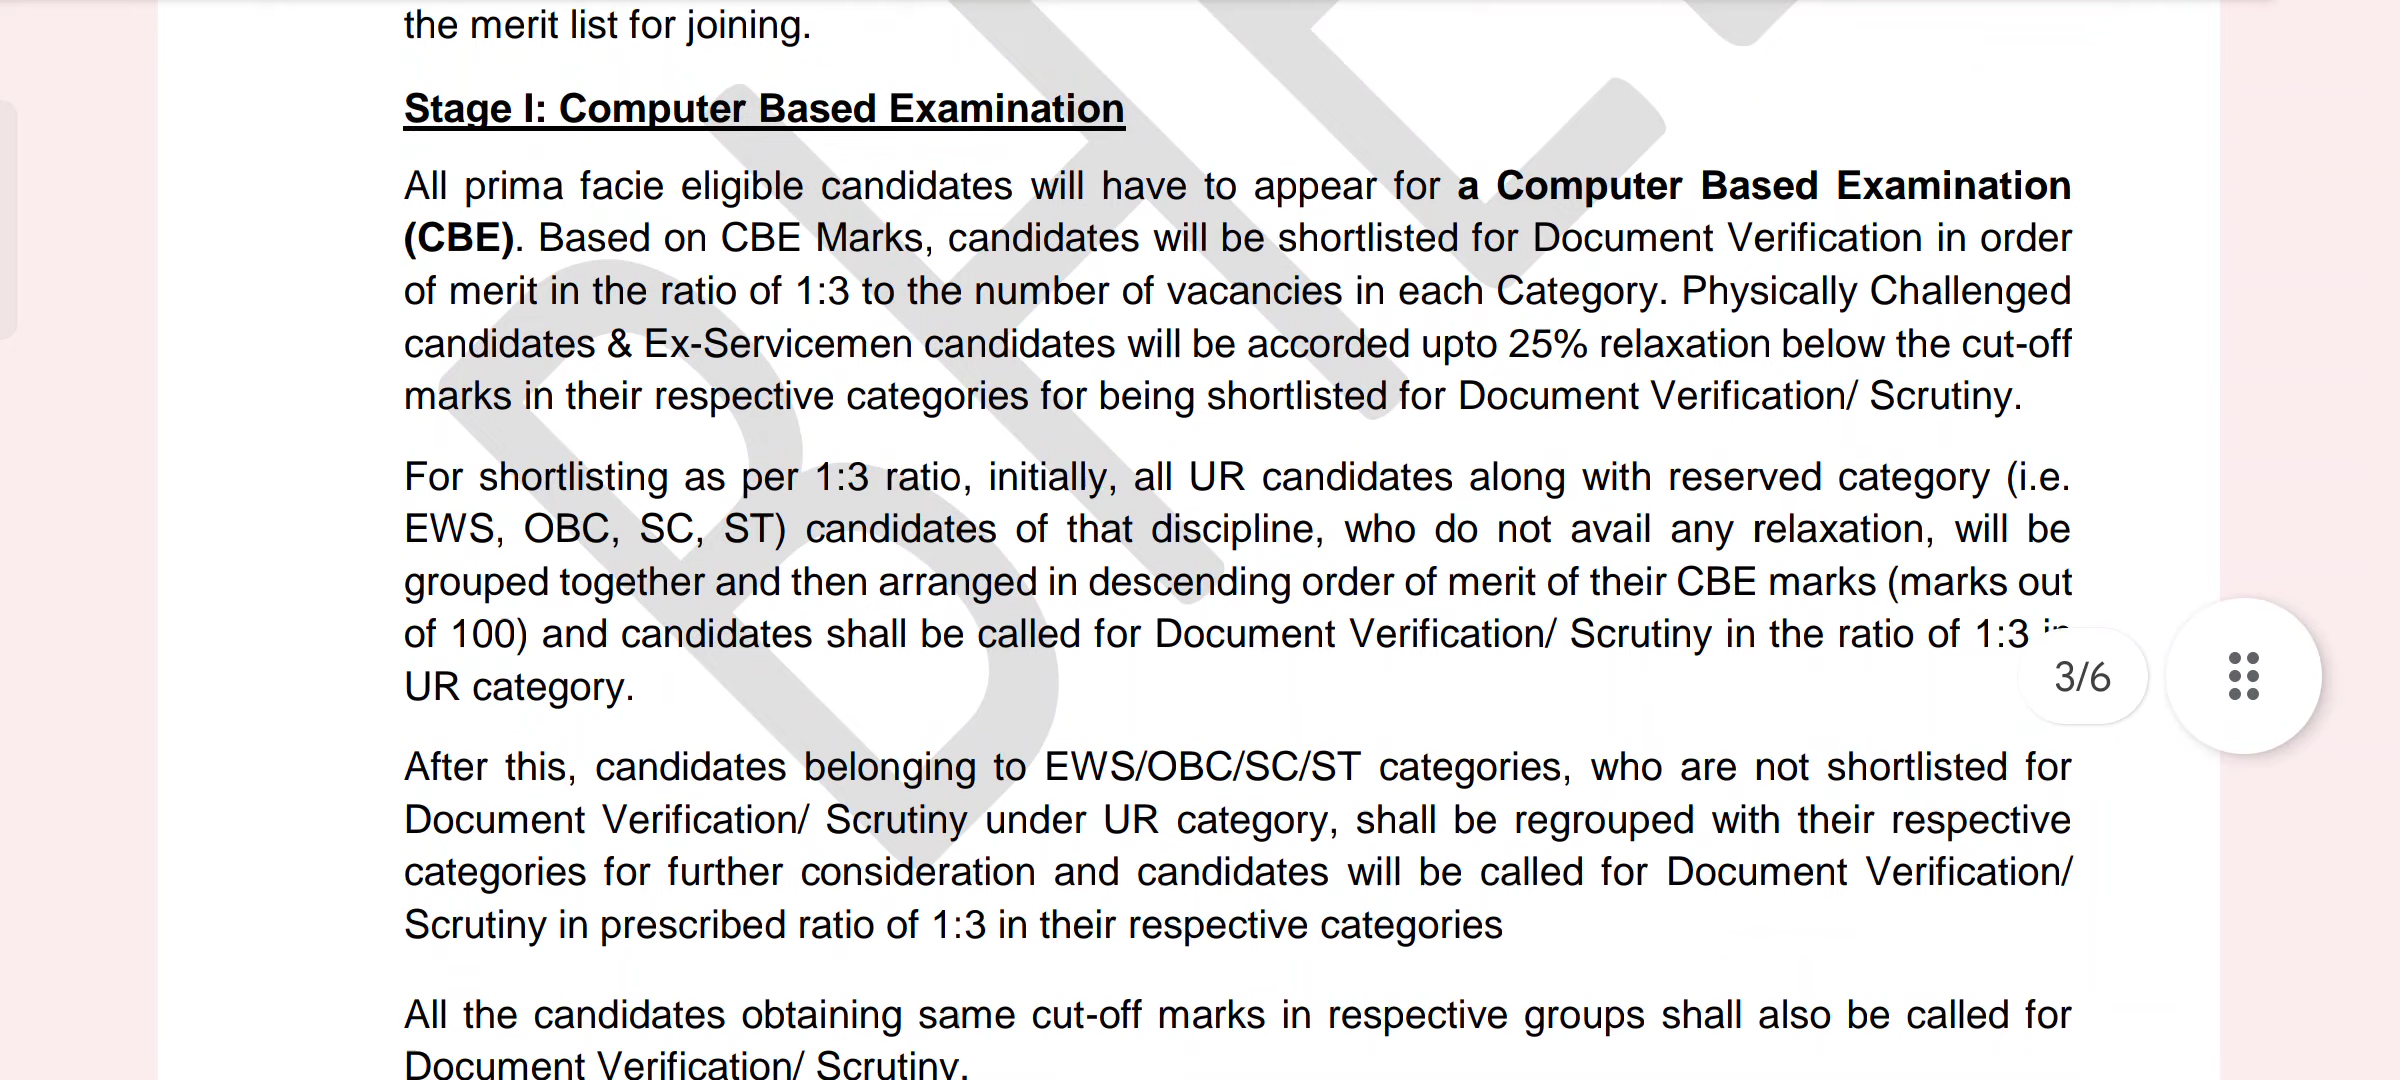 the merit list for joining.
Stage I: Computer Based Examination
All prima facie eligible candidates will have to appear for a Computer Based Examination
(CBE). Based on CBE Marks, candidates will be shortlisted for Document Verification in order
of merit in the ratio of 1:3 to the number of vacancies in each Category. Physically Challenged
candidates & Ex-Servicemen candidates will be accorded upto 25% relaxation below the cut-off
marks in their respective categories for being shortlisted for Document Verification/ Scrutiny.
For shortlisting as per 1:3 ratio, initially, all UR candidates along with reserved category (i.e.
EWS, OBC, SC, ST) candidates of that discipline, who do not avail any relaxation, will be
grouped together and then arranged in descending order of merit of their CBE marks (marks out
of 100) and candidates shall be called for Document Verification/ Scrutiny in the ratio of 1:3
UR category.
3/6
After this, candidates belonging to EWS/OBC/SC/ST categories, who are not shortlisted for
Document Verification/ Scrutiny under UR category, shall be regrouped with their respective
categories for further consideration and candidates will be called for Document Verification/
Scrutiny in prescribed ratio of 1:3 in their respective categories
All the candidates obtaining same cut-off marks in respective groups shall also be called for
Document Verification/ Scrutiny.